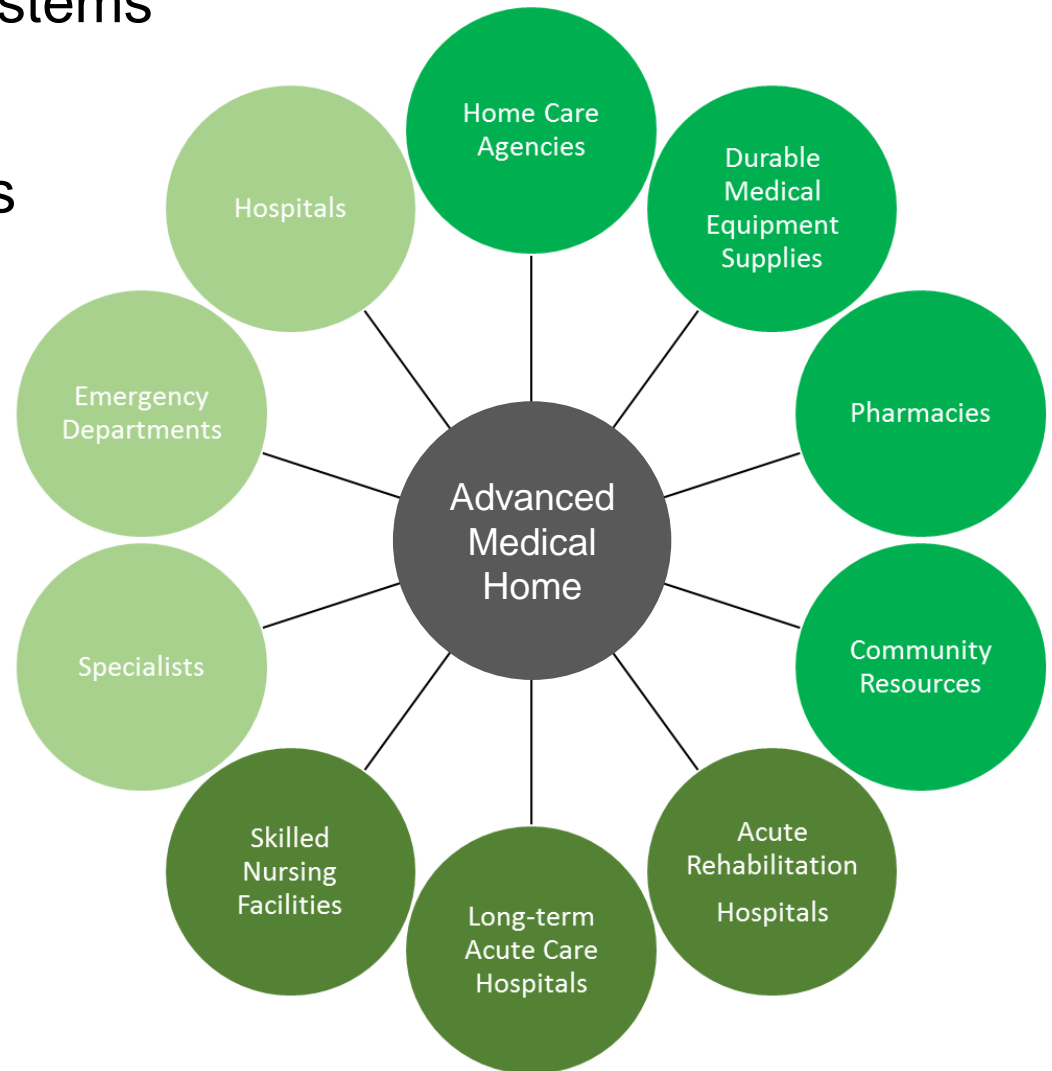 Home Care
Agencies
Durable
Medical
Equipment
Supplies
Pharmacies
Community
Resources
Acute
Rehabilitation
Hospitals
Long-term
Acute Care
Hospitals
Skilled
Nursing
Facilities
Specialists
Emergency
Departments
Hospitals
Advanced
Medical
Home